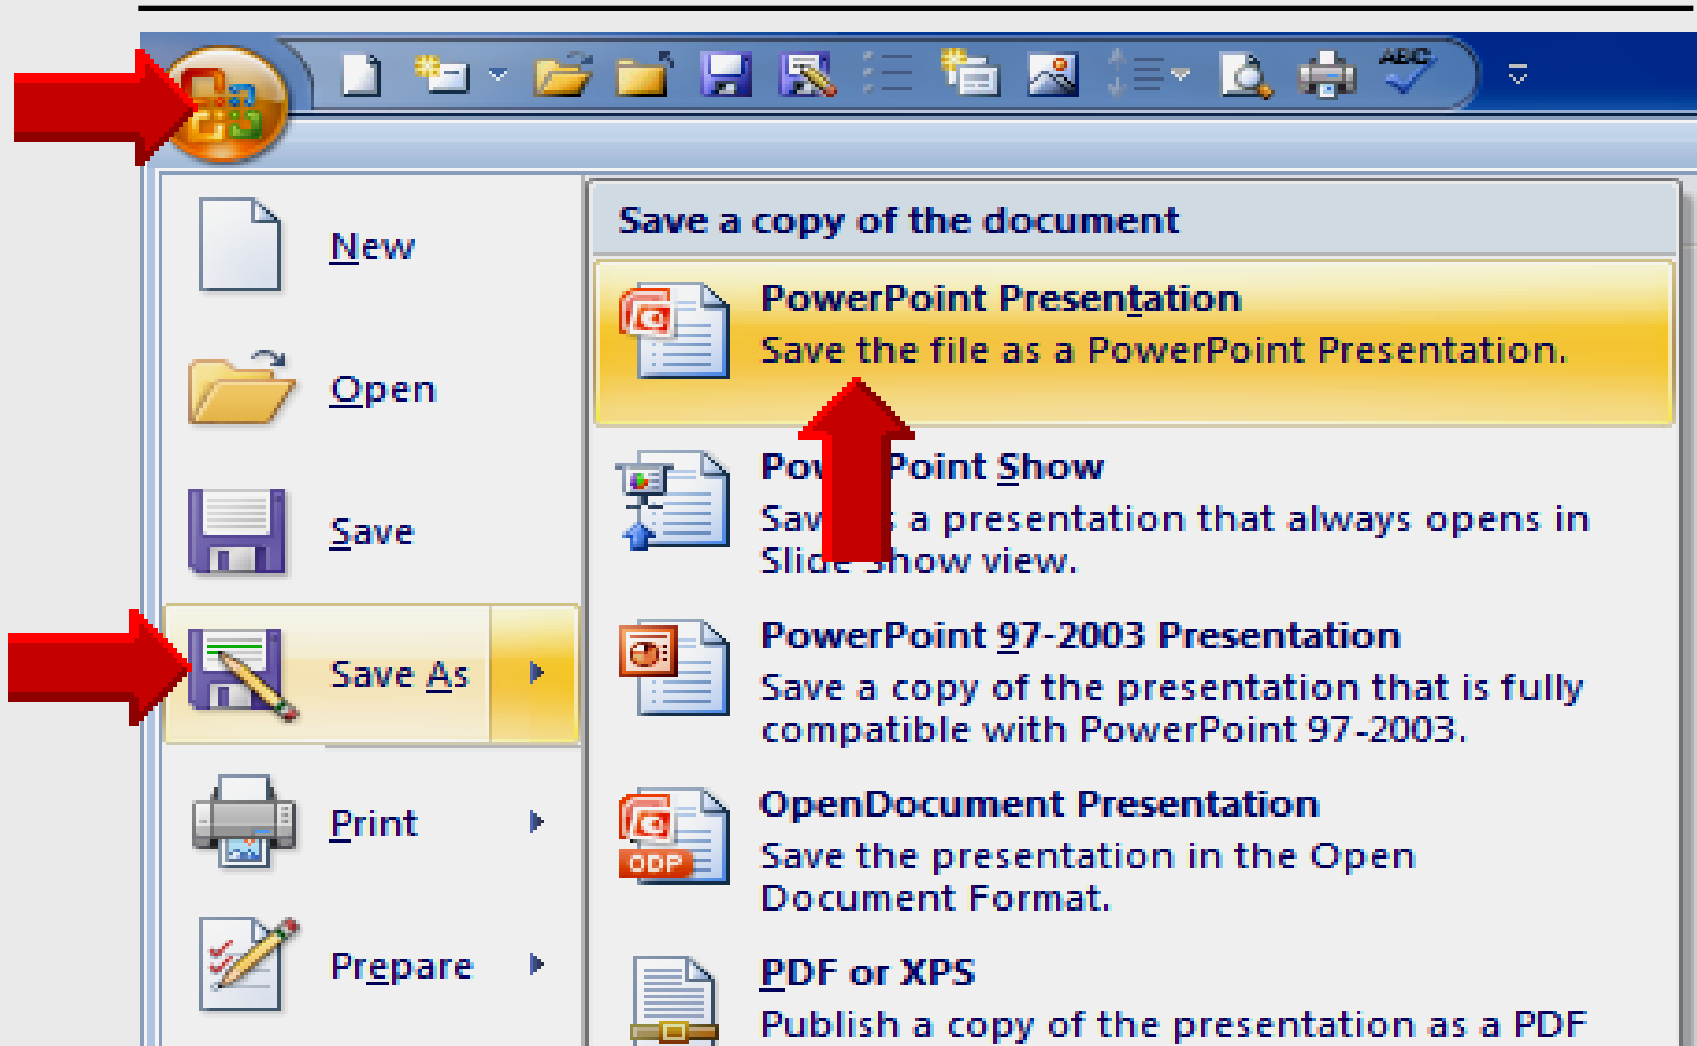 ABC
New
Open
Save
Save As
Print
Prepare
Save a copy of the document
PowerPoint Presentation
Save the file as a PowerPoint Presentation.
Point Show
a presentation that always opens in
view.
PowerPoint 97-2003 Presentation
Save a copy of the presentation that is fully
compatible with PowerPoint 97-2003.
OpenDocument Presentation
ODP
Save the presentation in the Open
Document Format.
PDF or XPS
Publish a copy of the presentation as a PDF